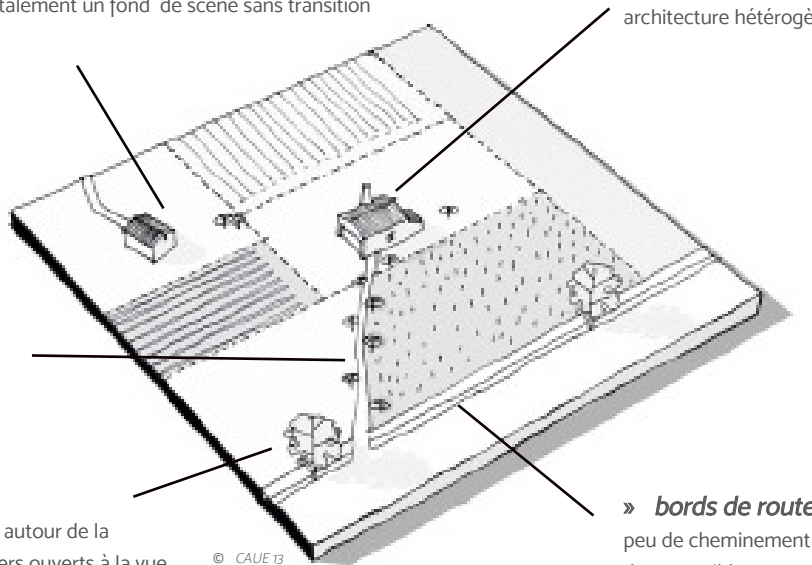 talement un fond de scène sans transition
architecture hétérogè
autour de la
ers ouverts à la vue
© CAUE 13
» bords de route
peu de cheminement